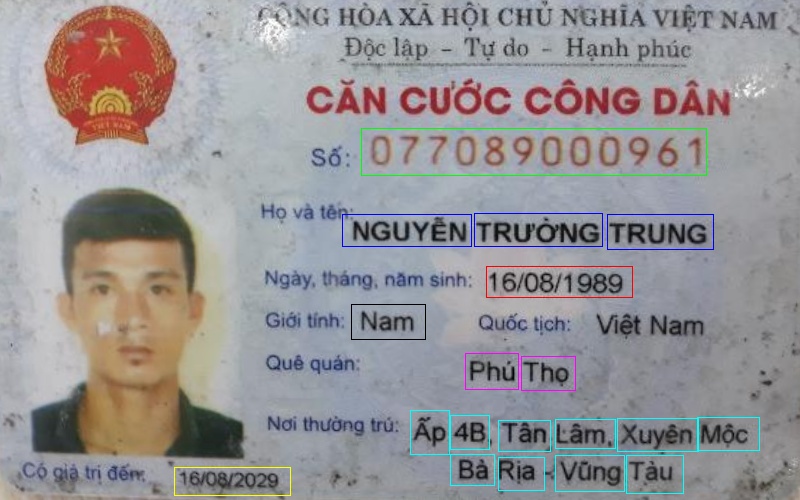 CỘNG HÒA XÃ HỘI CHỦ NGHĨA VIỆT NAM
Độc lập - Tự do - Hạnh phúc
CĂN CƯỚC CÔNG DÂN
Số: 077089000961
Họ và tên: NGUYỄN TRƯỜNG TRUNG
Ngày, tháng, năm sinh: 16/08/1989
Giới tính: Nam Quốc tịch: Việt Nam
Quê quán: Phú Thọ
Nơi thường trú: Ấp 4B, Tân Lâm, Xuyên Mộc
Bà Rịa - Vũng Tàu
Có giá trị đến: 16/08/2029